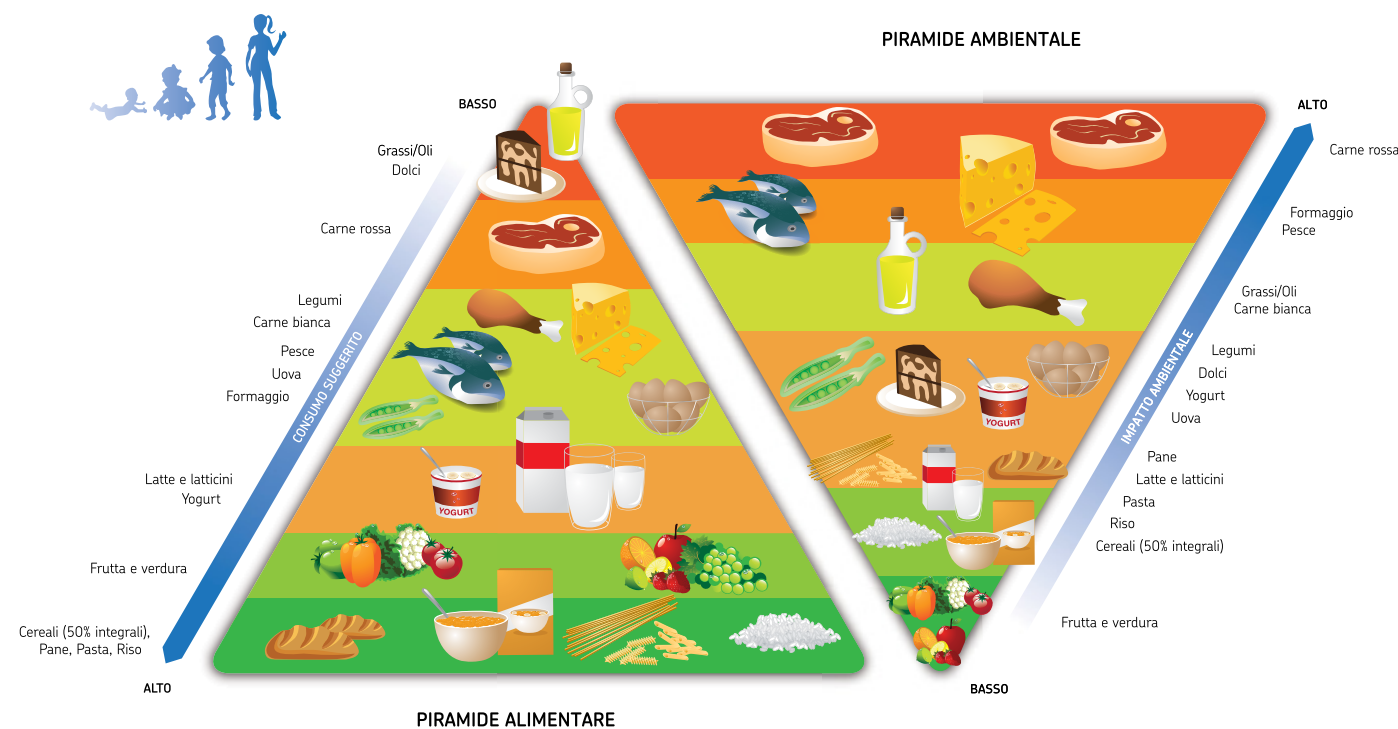 PIRAMIDE AMBIENTALE
BASSO
Grassi/Oli
Dolci
Carne rossa
Legumi
Carne bianca
Pesce
Uova
Formaggio
CONSUMO SUGGERITO
Latte e latticini
Yogurt
Frutta e verdura
Cereali (50% integrali),
Pane, Pasta, Riso
ALTO
YOGURT
PIRAMIDE ALIMENTARE
ALTO
Carne rossa
Formaggio
Pesce
Grassi/Oli
Carne bianca
IMPATTO AMBIENTALE
Legumi
Dolci
Yogurt
Uova
YOGURT
Pane
Latte e latticini
Pasta
Riso
Cereali (50% integrali)
Frutta e verdura
BASSO